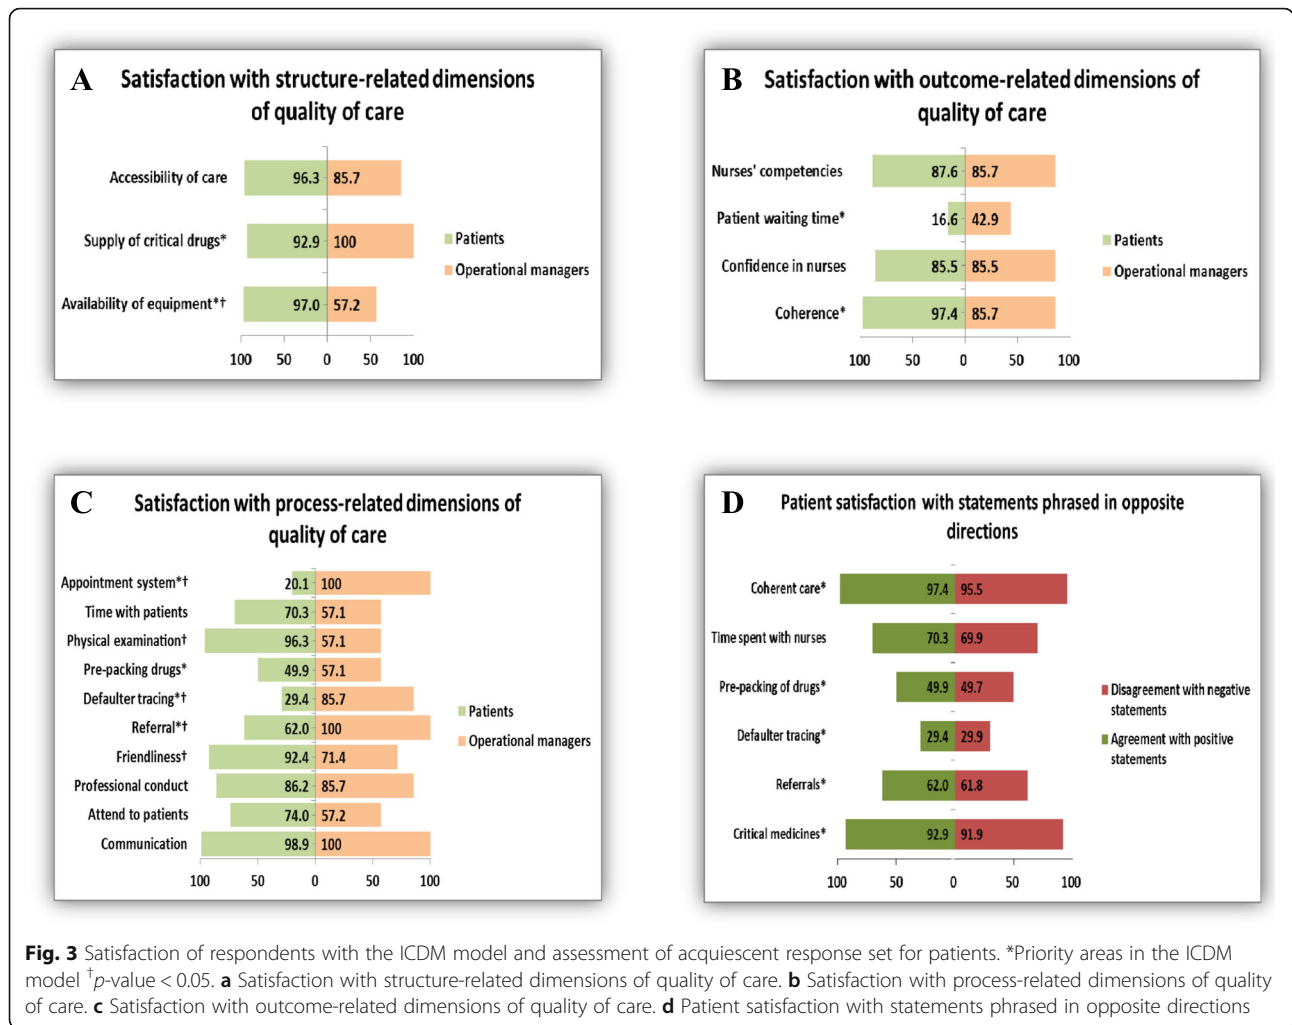 A
Satisfaction with structure-related dimensions
of quality of care
Accessibility of care
96.3 85.7
Supply of critical drugs*
92.9 100
Availability of equipment*†
97.0 57.2
100 50 0 50 100
Patients
Operational managers
B
Satisfaction with outcome-related dimensions of
quality of care
Nurses' competencies
87.6 85.7
Patient waiting time*
16.6 42.9
Confidence in nurses
85.5 85.5
Coherence*
97.4 85.7
100 50 0 50 100
Patients
Operational managers
C
Satisfaction with process-related dimensions of
quality of care
Appointment system*†
20.1 100
Time with patients
70.3 57.1
Physical examination†
96.3 57.1
Pre-packing drugs*
49.9 57.1
Defaulter tracing*†
29.4 85.7
Referral*†
62.0 100
Friendliness†
92.4 71.4
Professional conduct
86.2 85.7
Attend to patients
74.0 57.2
Communication
98.9 100
100 50 0 50 100
Patients
Operational managers
D
Patient satisfaction with statements phrased in opposite
directions
Coherent care*
97.4 95.5
Time spent with nurses
70.3 69.9
Pre-packing of drugs*
49.9 49.7
Defaulter tracing*
29.4 29.9
Referrals*
62.0 61.8
Critical medicines*
92.9 91.9
100 50 0 50 100
Disagreement with negative
statements
Agreement with positive
statements
Fig. 3 Satisfaction of respondents with the ICDM model and assessment of acquiescent response set for patients. *Priority areas in the ICDM
model †p-value < 0.05. a Satisfaction with structure-related dimensions of quality of care. b Satisfaction with process-related dimensions of quality
of care. c Satisfaction with outcome-related dimensions of quality of care. d Patient satisfaction with statements phrased in opposite directions